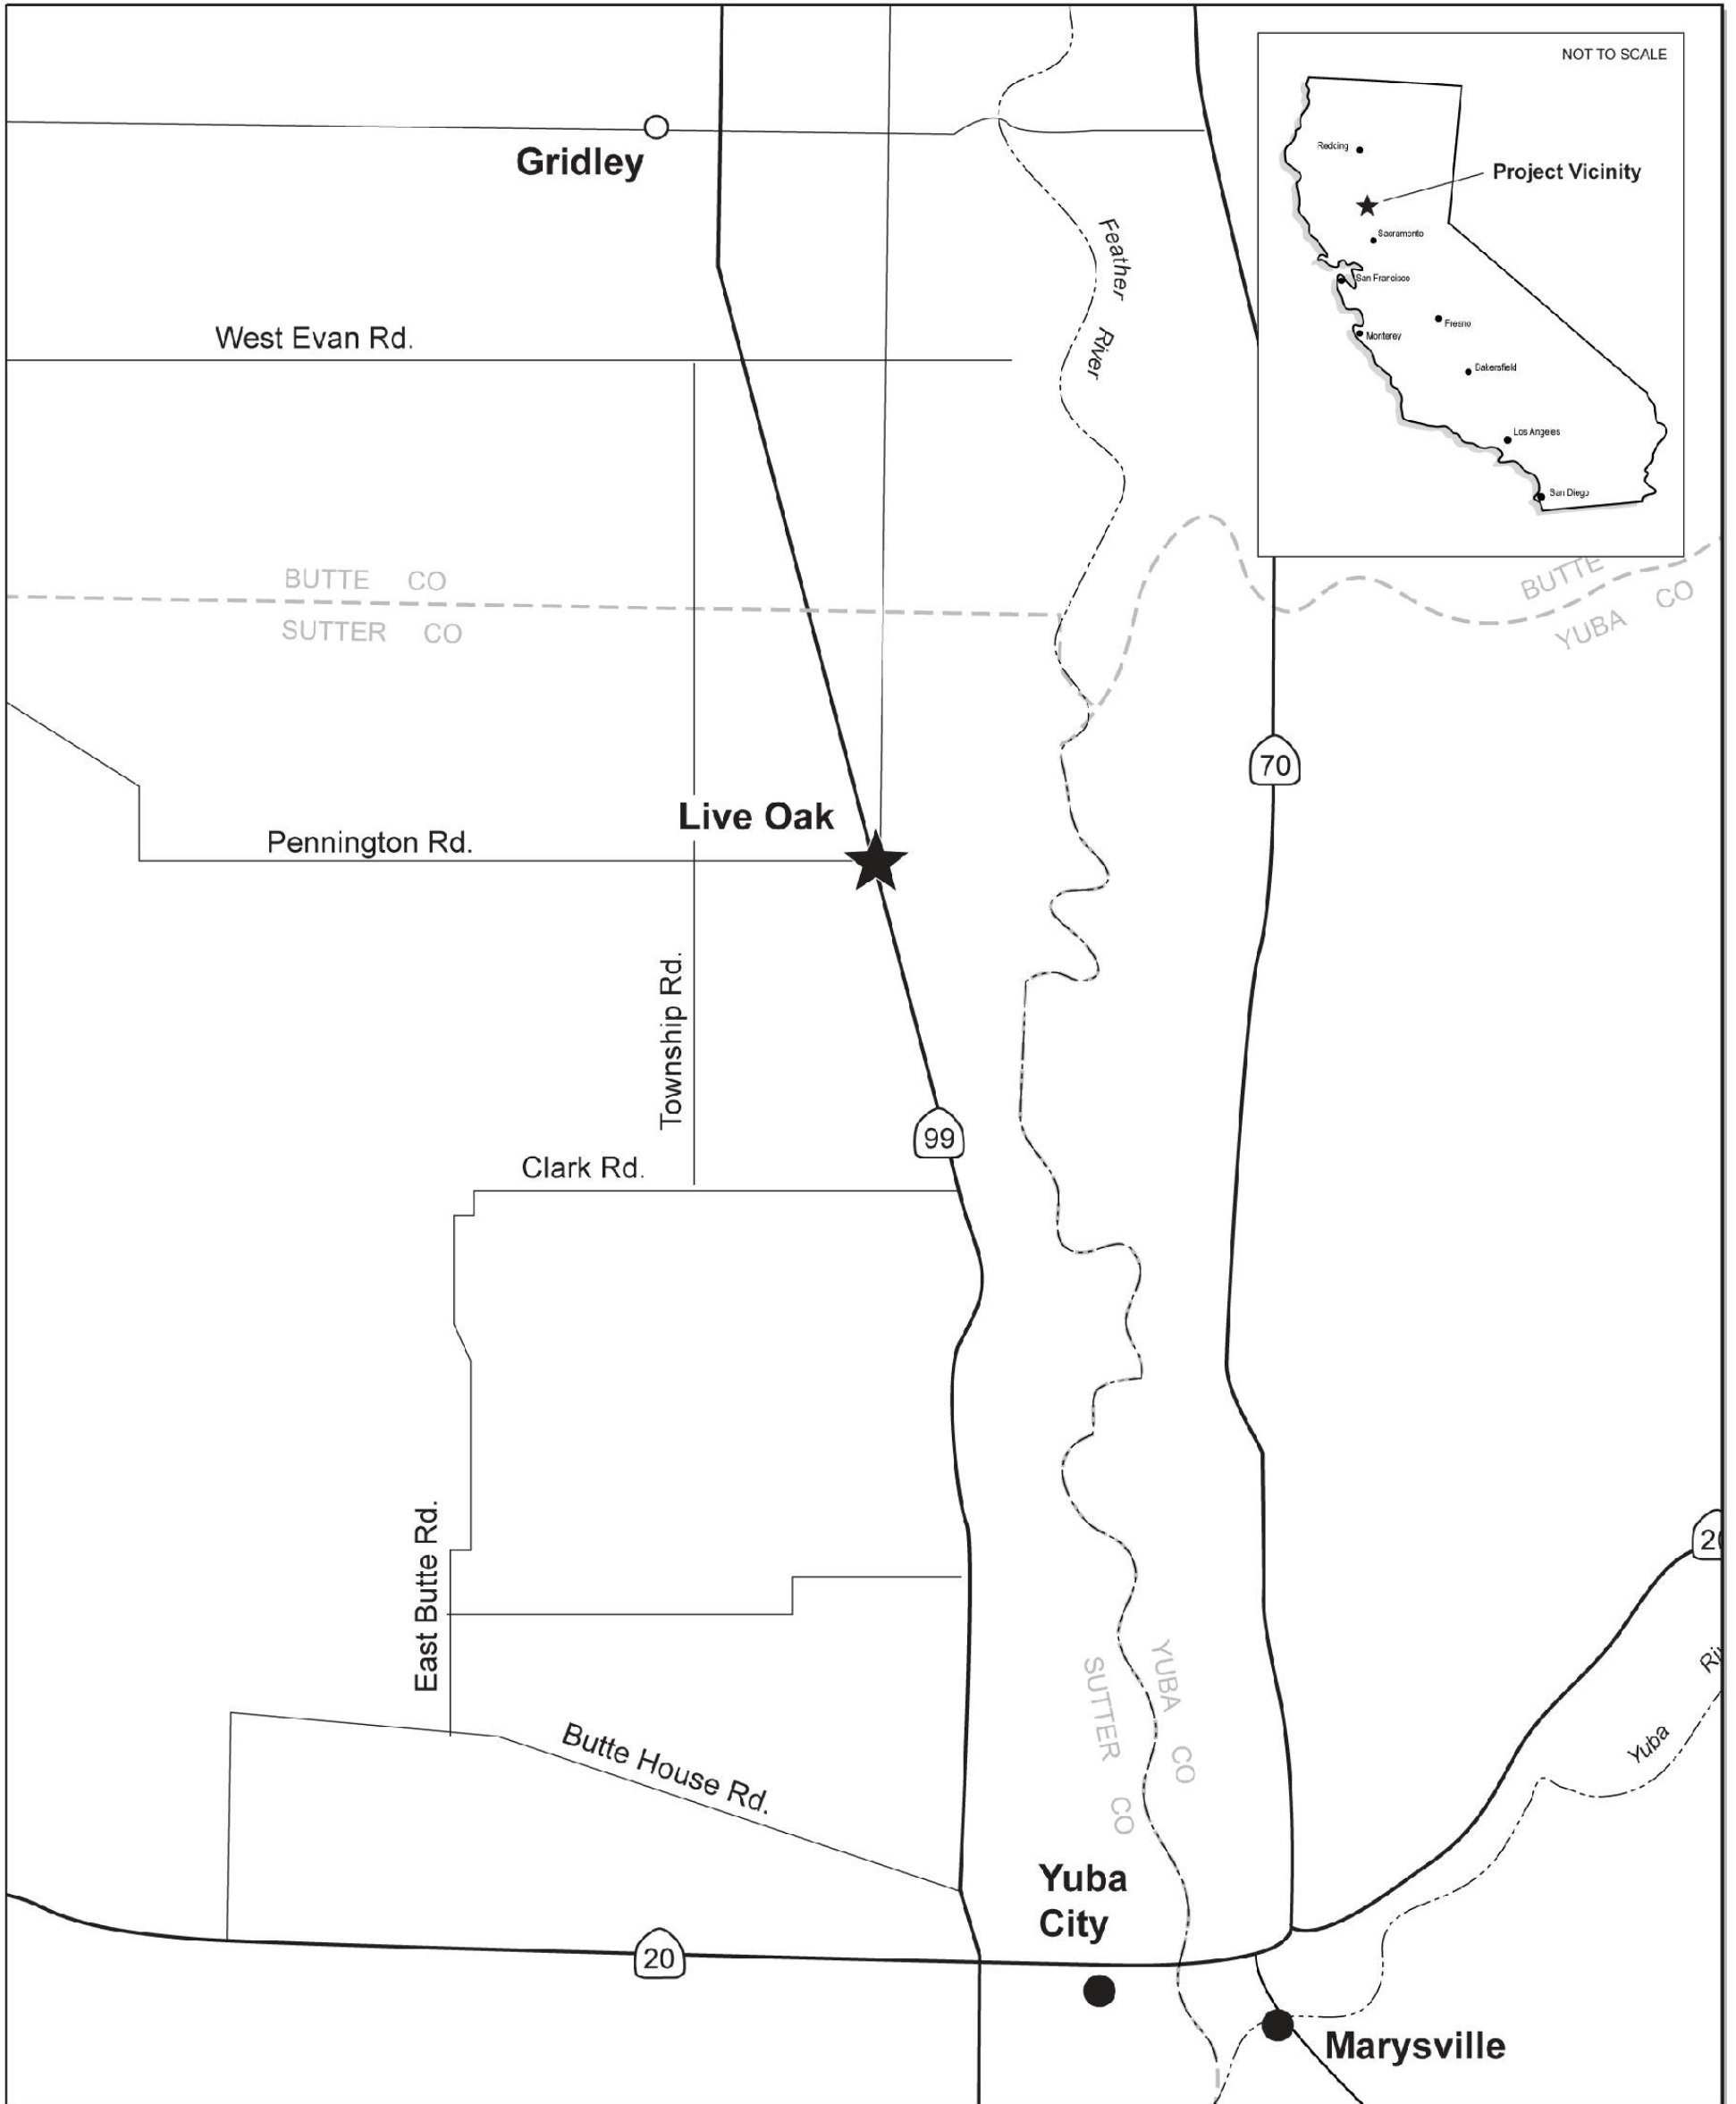 NOT TO SCALE
Redding
Project Vicinity
Sacramento
San Francisco
Fresno
Monterey
Bakersfield
Los Angeles
San Diego
Gridley
Feather
River
West Evan Rd.
BUTTE CO
SUTTER CO
BUTTE CO
YUBA
70
Live Oak
Pennington Rd.
Township Rd.
99
Clark Rd.
East Butte Rd.
YUBA CO
SUTTER CO
Butte House Rd.
Yuba
Yuba
City
20
Marysville